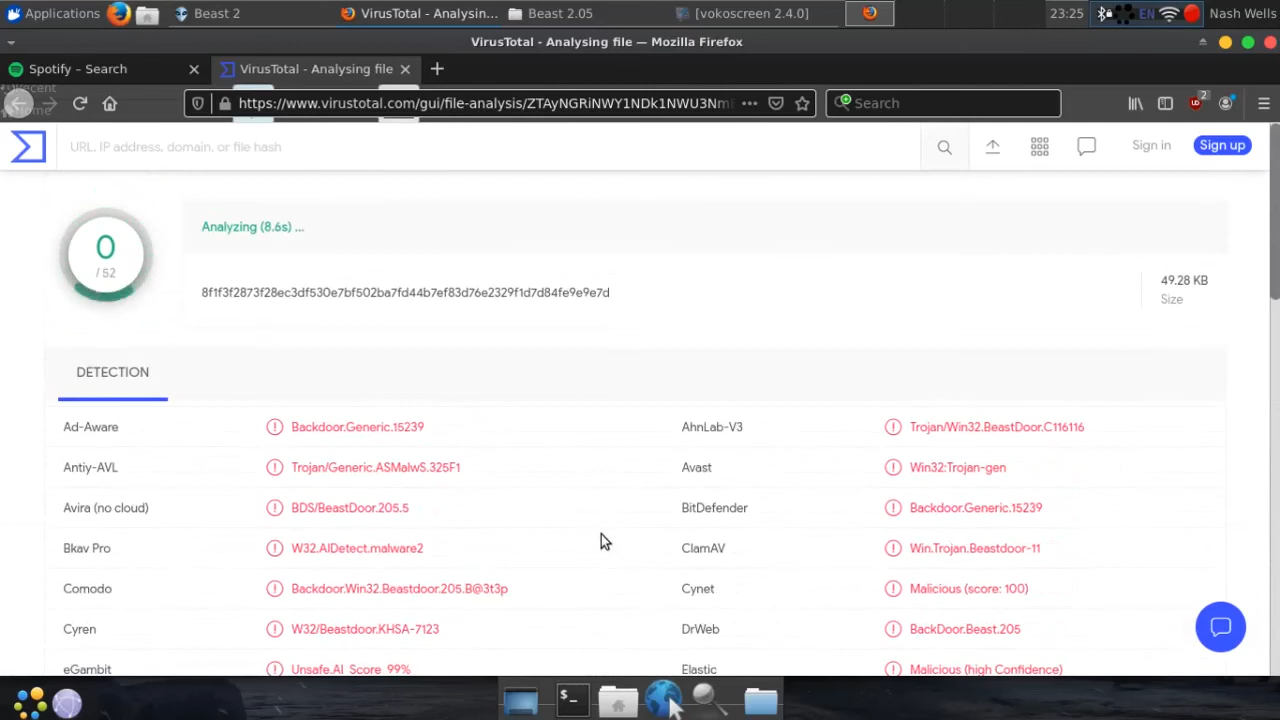 Applications Beast 2 VirusTotal - Analysin... Beast 2.05 [vokoscreen 2.4.0] 23:25 EN Nash Wells
VirusTotal - Analysing file — Mozilla Firefox
Spotify – Search VirusTotal - Analysing file
Recent
Home
https://www.virustotal.com/gui/file-analysis/ZTAyNGRiNWY1NDk1NWU3Nm Search 2
URL, IP address, domain, or file hash Sign in Sign up
Analyzing (8.6s) ...
0
/ 52
8f1f3f2873f28ec3df530e7bf502ba7fd44b7ef83d76e2329f1d7d84fe9e9e7d
49.28 KB
Size
DETECTION
Ad-Aware Backdoor.Generic.15239 AhnLab-V3 Trojan/Win32.BeastDoor.C116116
Antiy-AVL Trojan/Generic.ASMalwS.325F1 Avast Win32:Trojan-gen
Avira (no cloud) BDS/BeastDoor.205.5 BitDefender Backdoor.Generic.15239
Bkav Pro W32.AIDetect.malware2 ClamAV Win.Trojan.Beastdoor-11
Comodo Backdoor.Win32.Beastdoor.205.B@3t3p Cynet Malicious (score: 100)
Cyren W32/Beastdoor.KHSA-7123 DrWeb BackDoor.Beast.205
eGambit Unsafe.AI_Score_99% Elastic Malicious (high Confidence)